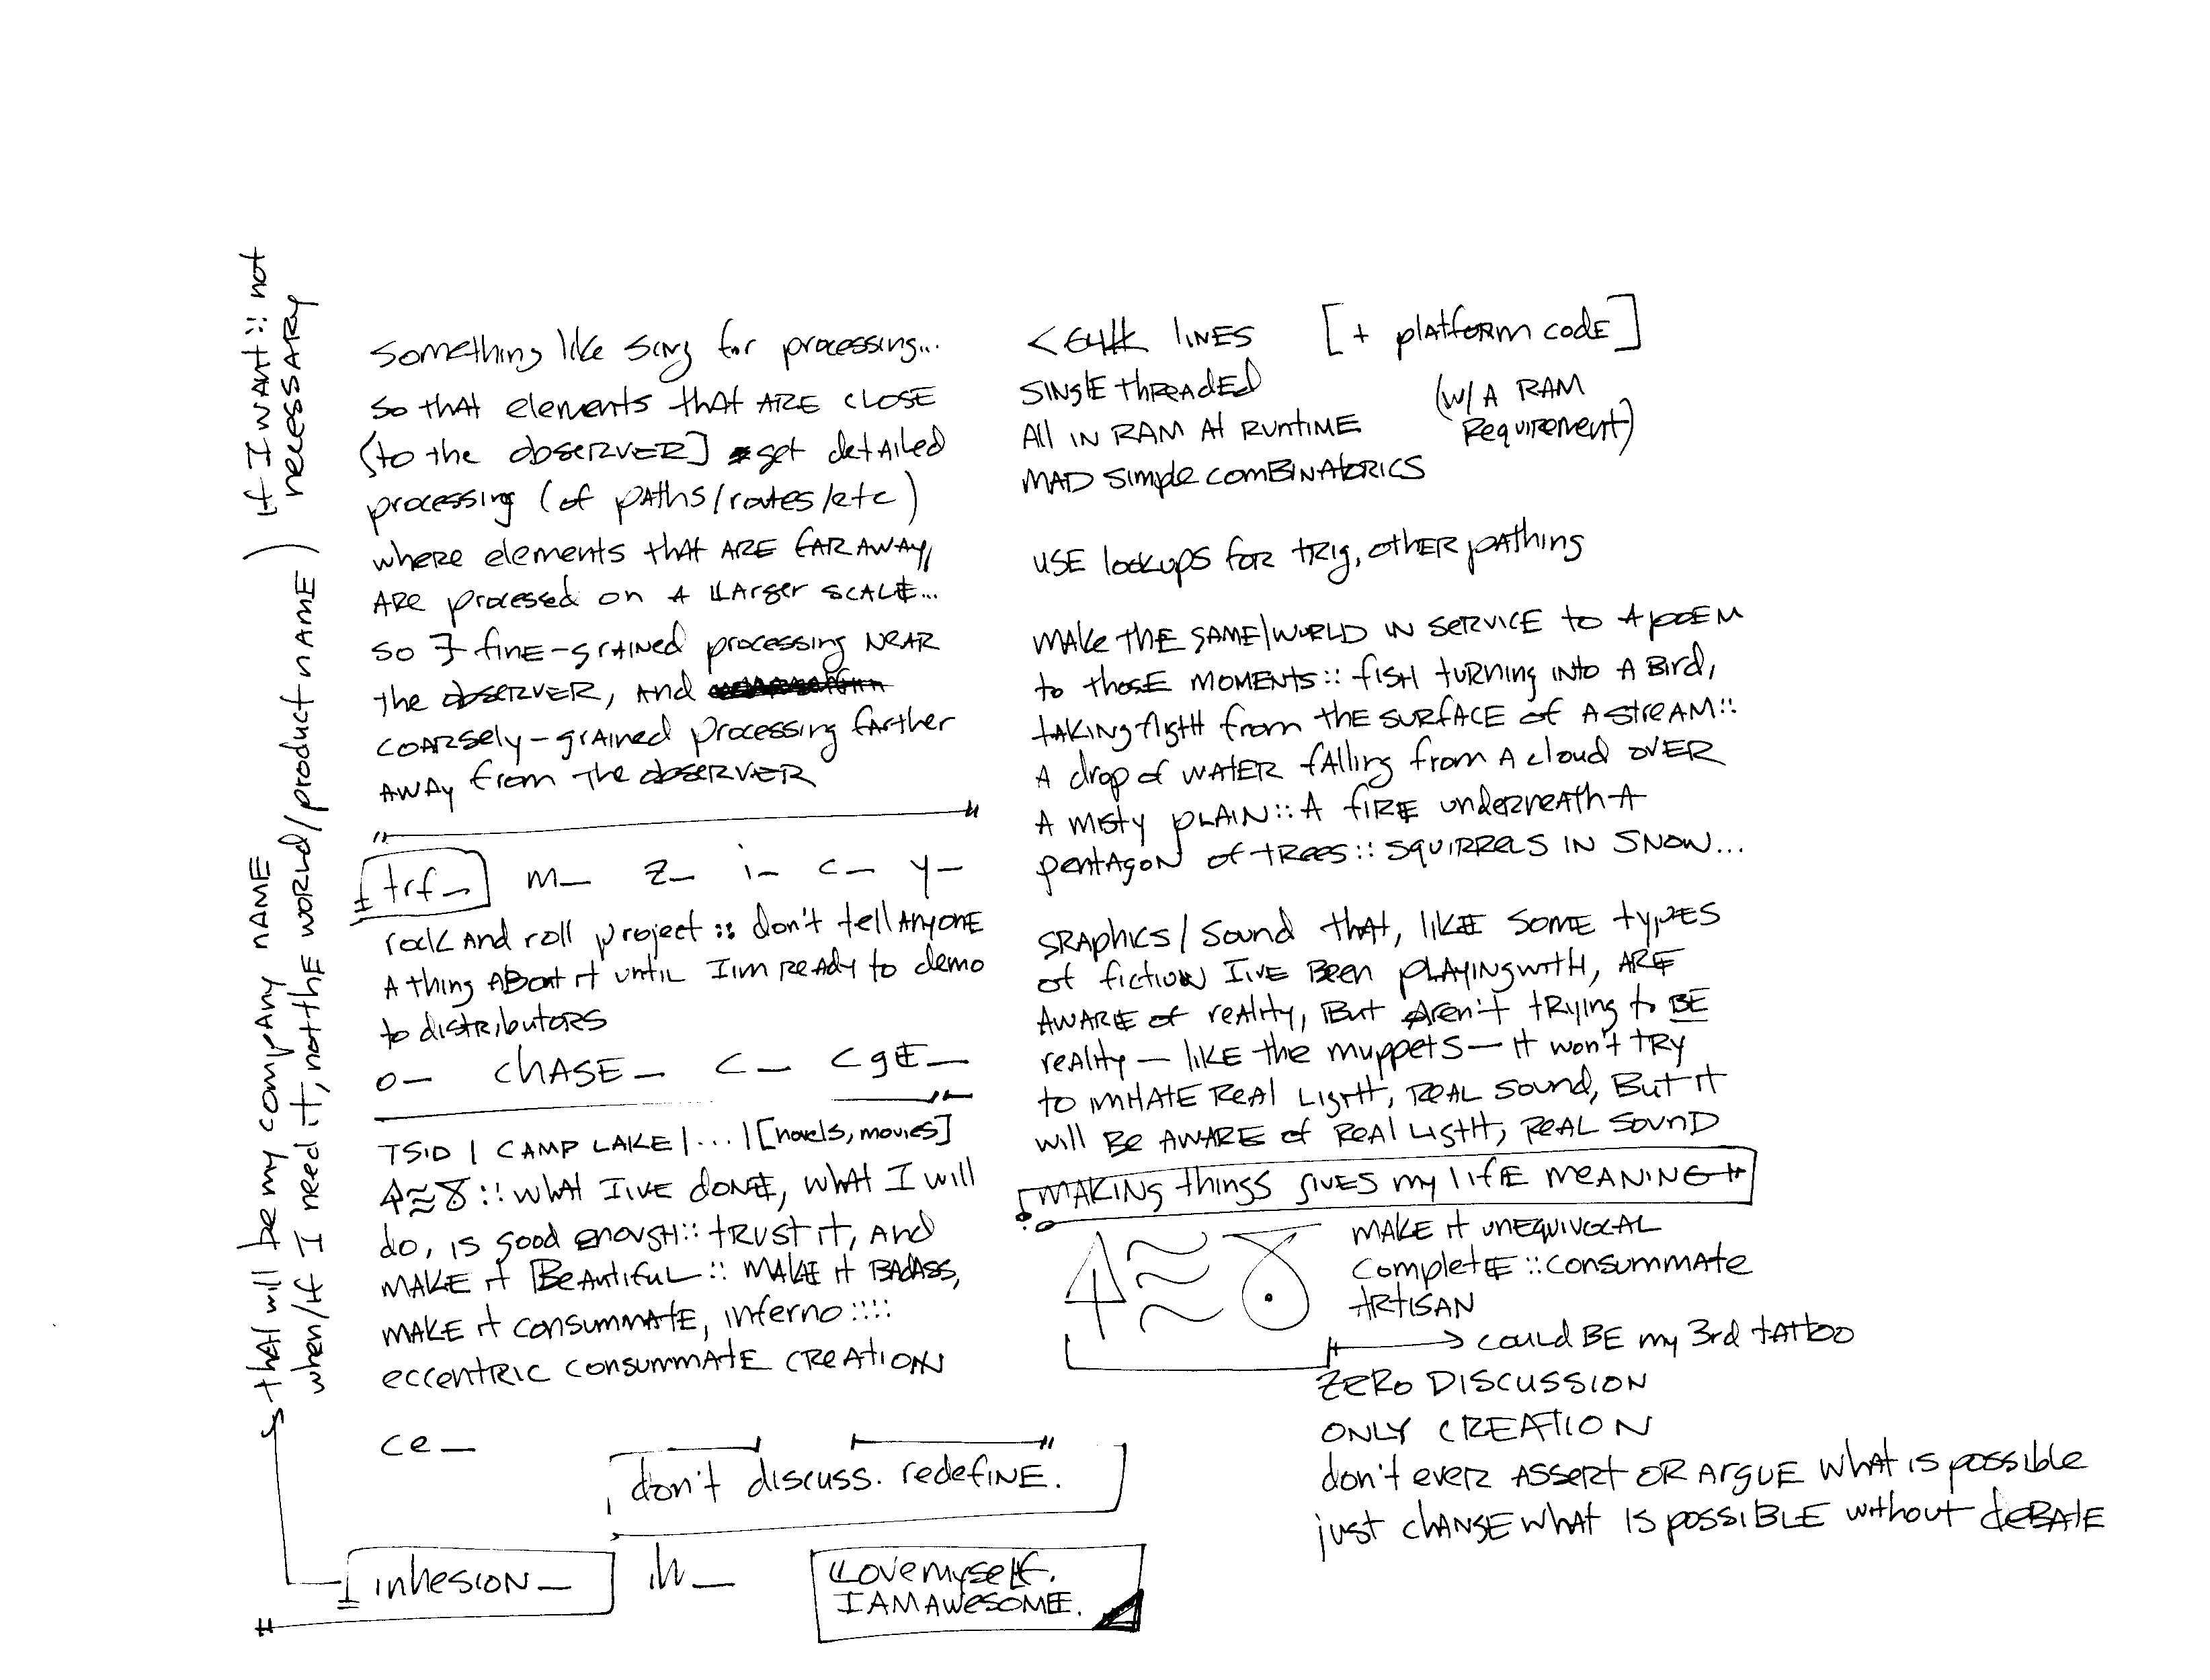 that will be my company name
when/if I need it, not the world/product name) if I want :: not
necessary
something like for processing...
so that elements that are close
(to the observer] get detailed
processing (of paths/routes/etc)
where elements that are far away,
are processed on a larger scale...
so ∃ fine-grained processing near
the observer, and
coarsely-grained processing farther
away from the observer
trf_ m_ z_ i_ c_ y_
rock and roll project :: don't tell anyone
a thing about it until I'm ready to demo
to distributors
o_ chase_ c_ cge_
TSID | CAMP LAKE | ... | [novels, movies]
4≈8 :: what I've done, what I will
do, is good enough :: trust it, and
make it beautiful :: make it badass,
make it consummate, inferno ::::
eccentric consummate creation
ce_
don't discuss. redefine.
inhesion_ ih_
love myself.
I AM AWESOME.
< 64k lines [+ platform code]
single threaded
all in RAM at runtime (w/ a RAM
requirement)
mad simple combinatorics
use lookups for trig, other pathing
make the game/world in service to a poem
to those moments :: fish turning into a bird,
taking flight from the surface of a stream ::
a drop of water falling from a cloud over
a misty plain :: a fire underneath a
pentagon of trees :: squirrels in snow...
graphics/sound that, like some types
of fiction I've been playing with, are
aware of reality, but aren't trying to BE
reality — like the muppets — it won't try
to imitate real light, real sound, but it
will be aware of real light, real sound
making things gives my life meaning
4≈8 make it unequivocal
complete :: consummate
artisan
could be my 3rd tattoo
ZERO DISCUSSION
ONLY CREATION
don't ever assert or argue what is possible
just change what is possible without debate